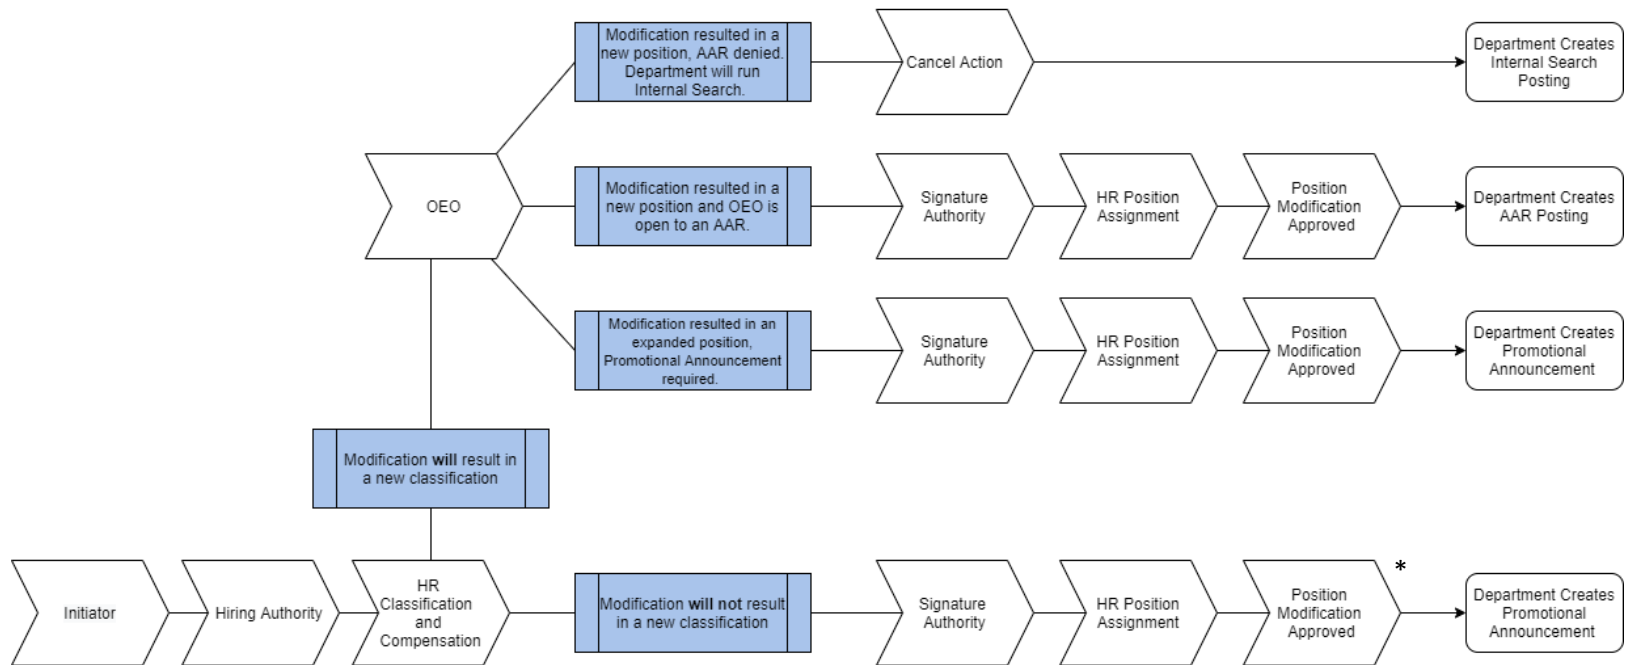 Modification resulted in a
new position, AAR denied.
Department will run
Internal Search.
Cancel Action
Department Creates
Internal Search
Posting
OEO
Modification resulted in a
new position and OEO is
open to an AAR.
Signature
Authority
HR Position
Assignment
Position
Modification
Approved
Department Creates
AAR Posting
Modification resulted in an
expanded position,
Promotional Announcement
required.
Signature
Authority
HR Position
Assignment
Position
Modification
Approved
Department Creates
Promotional
Announcement
Modification will result in
a new classification
Initiator
Hiring Authority
HR
Classification
and
Compensation
Modification will not result
in a new classification
Signature
Authority
HR Position
Assignment
Position
Modification
Approved
*
Department Creates
Promotional
Announcement